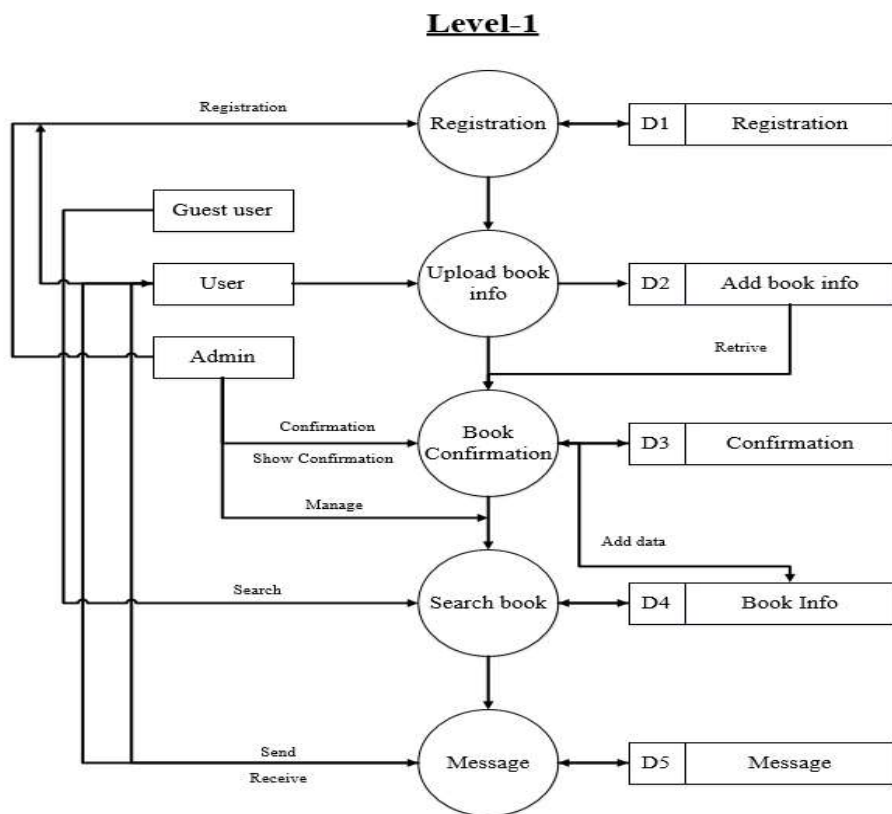 Level-1
Registration
Registration
D1
Registration
Guest user
User
Upload book
info
D2
Add book info
Retrive
Admin
Confirmation
Show Confirmation
Book
Confirmation
D3
Confirmation
Manage
Add data
Search
Search book
D4
Book Info
Send
Receive
Message
D5
Message